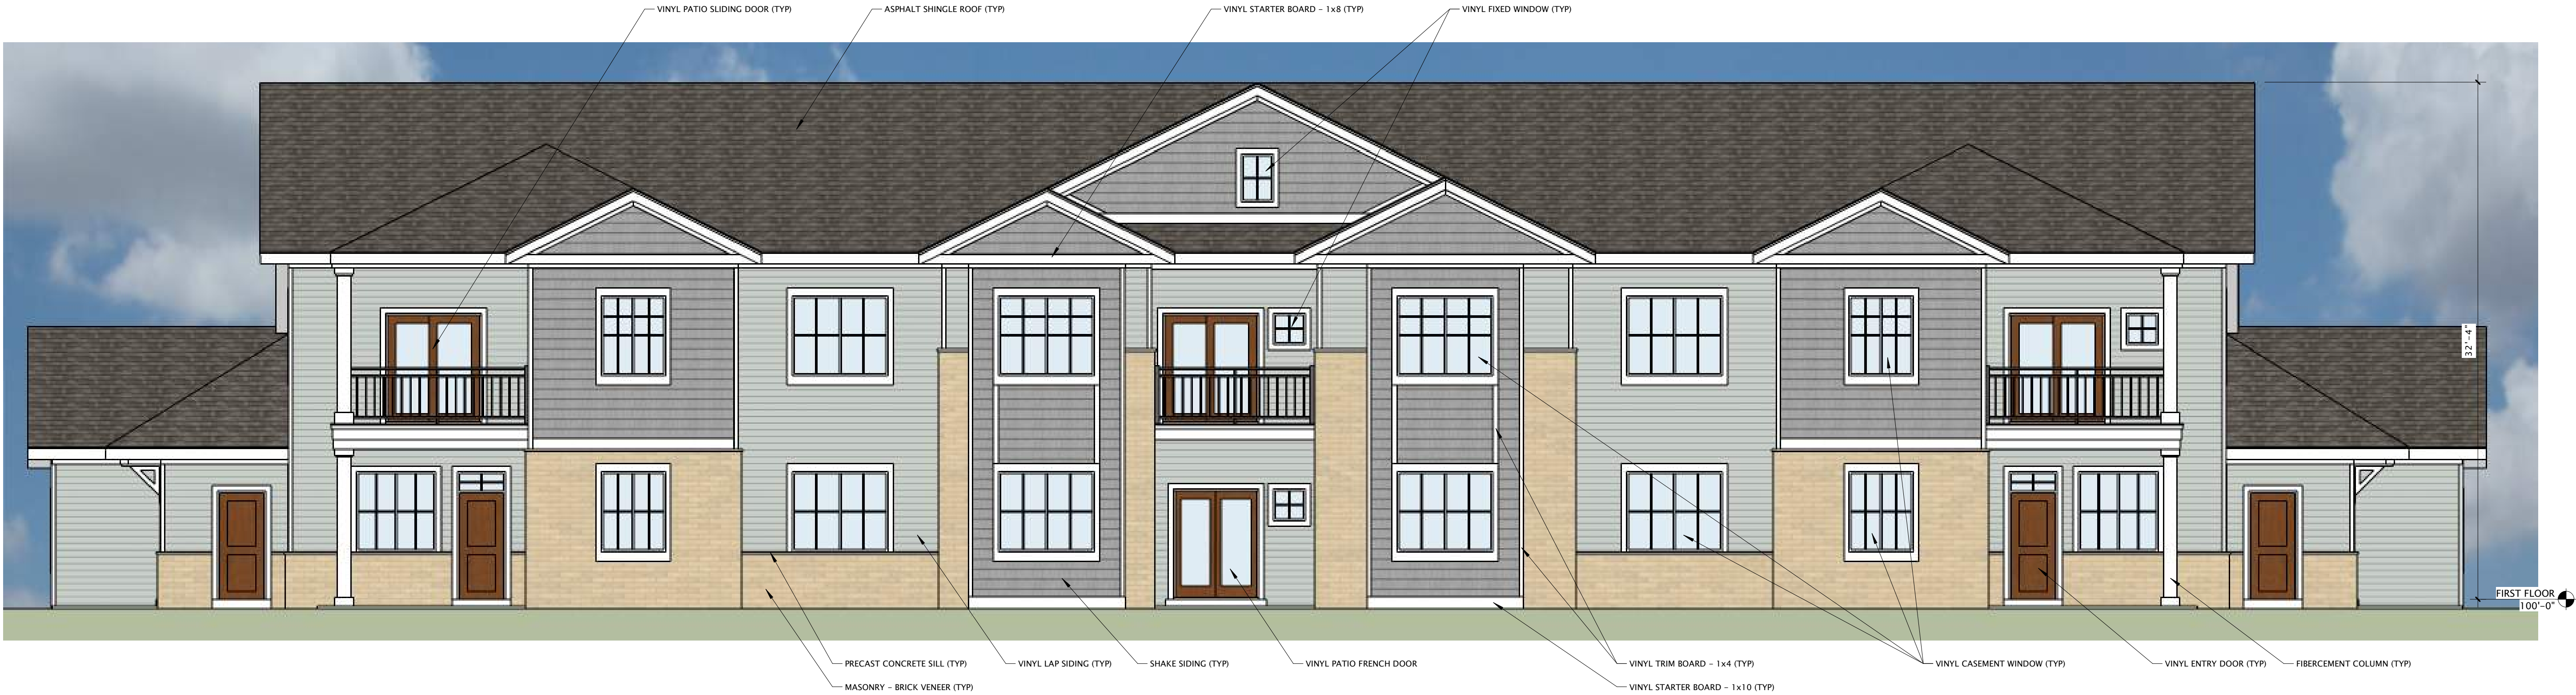 VINYL PATIO SLIDING DOOR (TYP)
ASPHALT SHINGLE ROOF (TYP)
VINYL STARTER BOARD - 1x8 (TYP)
VINYL FIXED WINDOW (TYP)
32'-4"
FIRST FLOOR
100'-0"
PRECAST CONCRETE SILL (TYP)
VINYL LAP SIDING (TYP)
SHAKE SIDING (TYP)
VINYL PATIO FRENCH DOOR
VINYL TRIM BOARD - 1x4 (TYP)
VINYL CASEMENT WINDOW (TYP)
VINYL ENTRY DOOR (TYP)
FIBERCEMENT COLUMN (TYP)
MASONRY - BRICK VENEER (TYP)
VINYL STARTER BOARD - 1x10 (TYP)